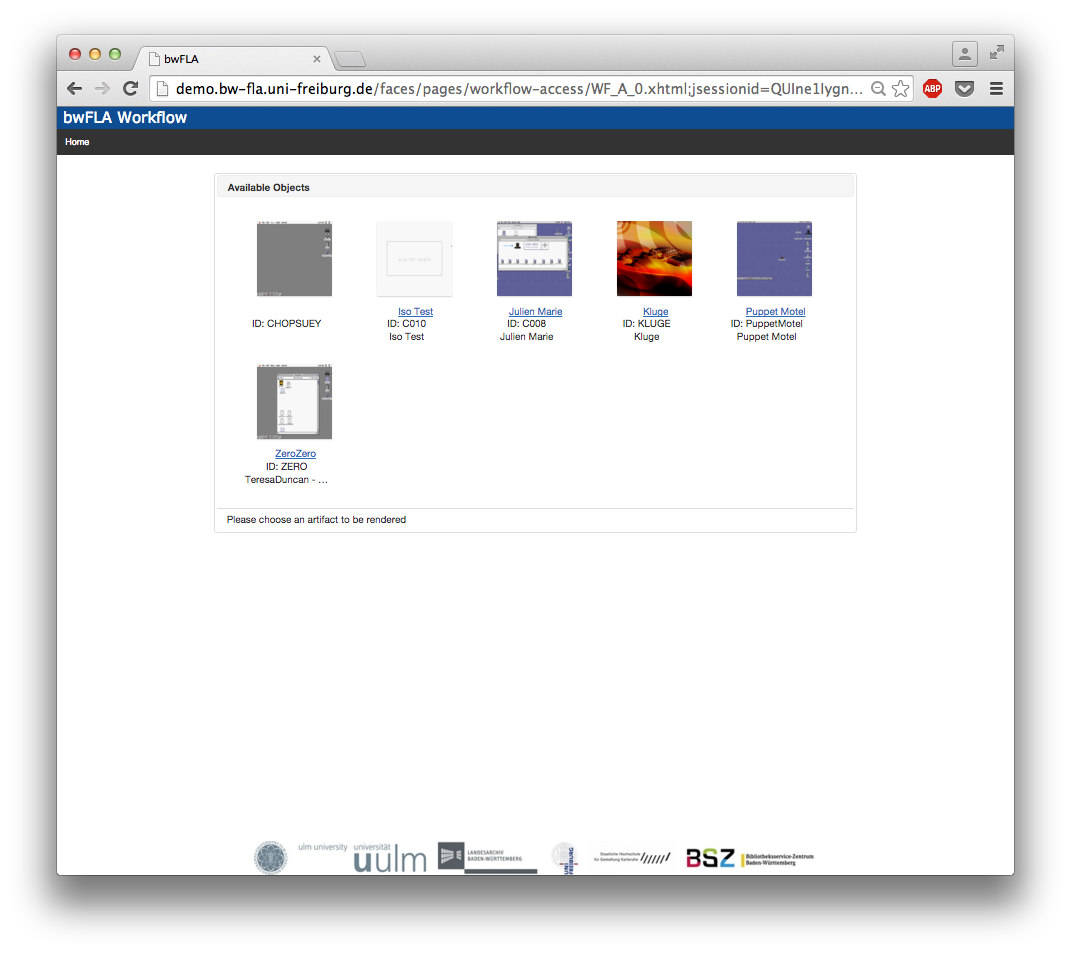 bwFLA
demo.bw-fla.uni-freiburg.de/faces/pages/workflow-access/WF_A_0.xhtml;jsessionid=QUIne1lygn...
ABP
bwFLA Workflow
Home
Available Objects
ID: CHOPSUEY
Iso Test
ID: C010
Iso Test
Julien Marie
ID: C008
Julien Marie
Kluge
ID: KLUGE
Kluge
Puppet Motel
ID: PuppetMotel
Puppet Motel
ZeroZero
ID: ZERO
TeresaDuncan - ...
Please choose an artifact to be rendered
ulm university universität
uulm
LANDESARCHIV
BADEN-WÜRTTEMBERG
UNI
FREIBURG
Staatliche Hochschule
für Gestaltung Karlsruhe
BSZ
Bibliotheksservice-Zentrum
Baden-Württemberg